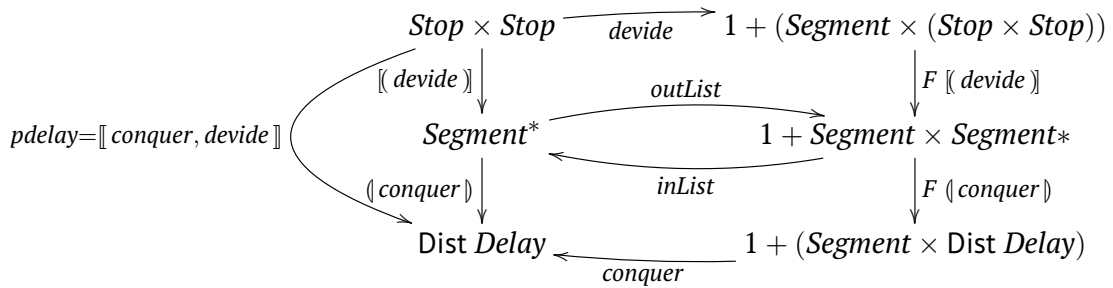 Stop × Stop devide 1 + (Segment × (Stop × Stop))
[( devide )] F [( devide )]
outList
pdelay=⟦ conquer, devide ⟧ Segment* 1 + Segment × Segment*
inList
(| conquer |) F (| conquer |)
Dist Delay 1 + (Segment × Dist Delay)
conquer